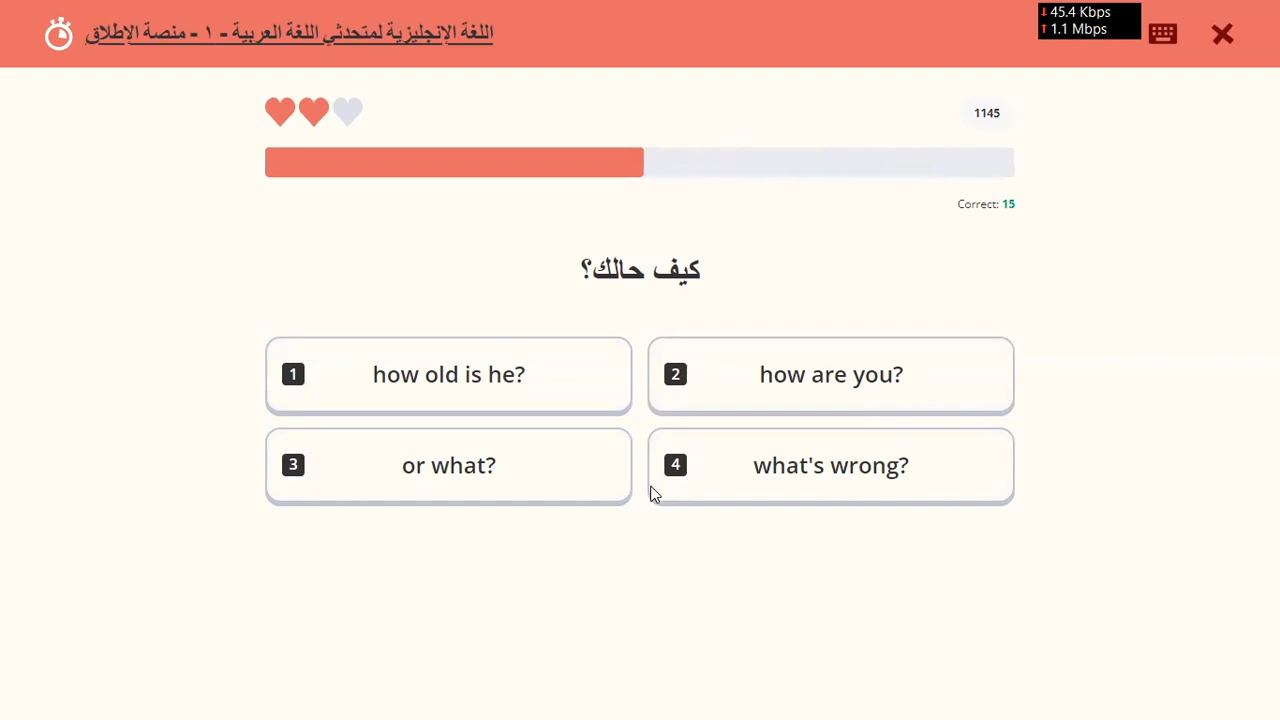 اللغة الإنجليزية لمتحدثي اللغة العربية - ١ - منصة الإطلاق
↓ 45.4 Kbps
↑ 1.1 Mbps
1145
Correct: 15
كيف حالك؟
1 how old is he?
2 how are you?
3 or what?
4 what's wrong?